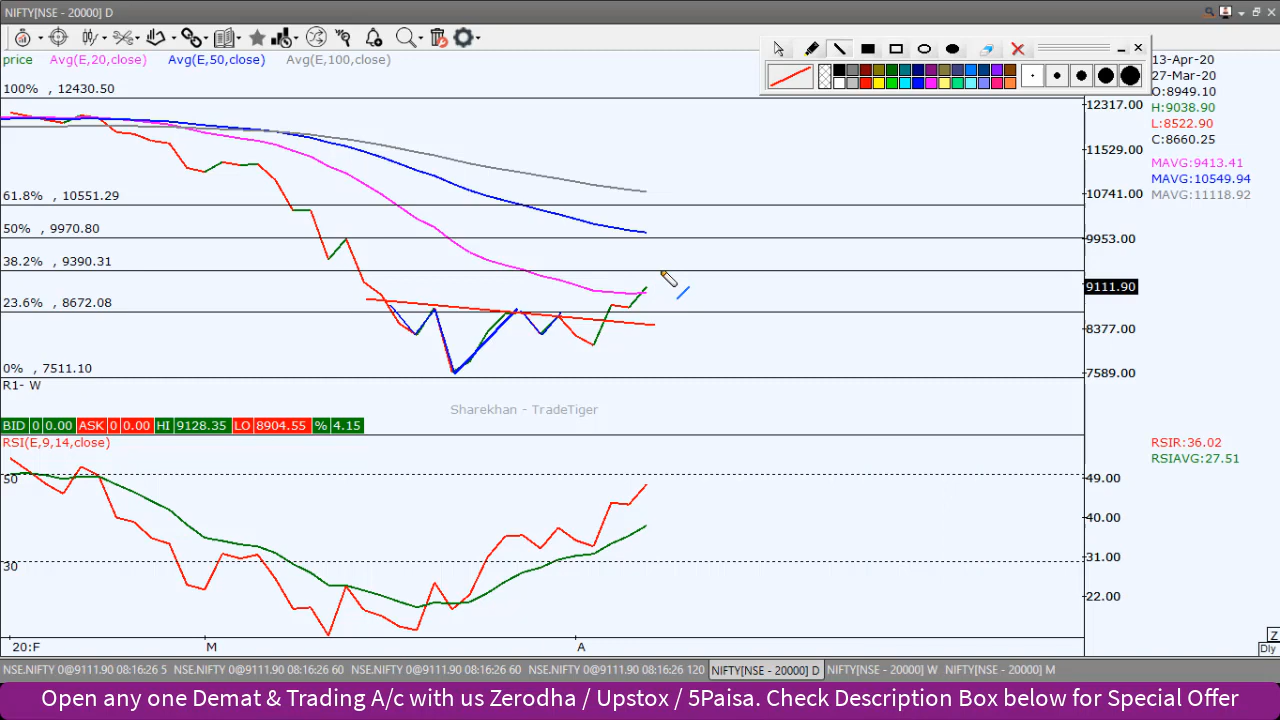 NIFTY[NSE - 20000] D
price Avg(E,20,close) Avg(E,50,close) Avg(E,100,close)
100% , 12430.50
61.8% , 10551.29
50% , 9970.80
38.2% , 9390.31
23.6% , 8672.08
0% , 7511.10
R1- W
12317.00
11529.00
10741.00
9953.00
9111.90
8377.00
7589.00
13-Apr-20
27-Mar-20
O:8949.10
H:9038.90
L:8522.90
C:8660.25
MAVG:9413.41
MAVG:10549.94
MAVG:11118.92
Sharekhan - TradeTiger
BID 0 0.00 ASK 0 0.00 HI 9128.35 LO 8904.55 % 4.15
RSI(E,9,14,close)
50
30
49.00
40.00
31.00
22.00
RSIR:36.02
RSIAVG:27.51
20:F M A
Z
Dly
NSE.NIFTY 0@9111.90 08:16:26 5 NSE.NIFTY 0@9111.90 08:16:26 60 NSE.NIFTY 0@9111.90 08:16:26 60 NSE.NIFTY 0@9111.90 08:16:26 120 NIFTY[NSE - 20000] D NIFTY[NSE - 20000] W NIFTY[NSE - 20000] M
Open any one Demat & Trading A/c with us Zerodha / Upstox / 5Paisa. Check Description Box below for Special Offer